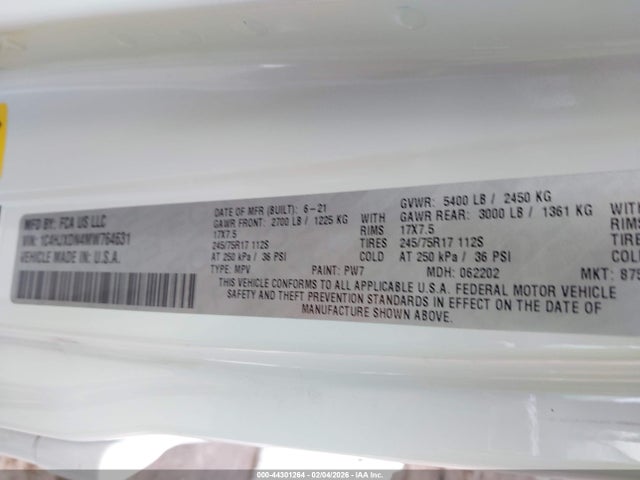 MFD BY: FCA US LLC
VIN: 1C4HJXDN4MW764631
VEHICLE MADE IN U.S.A.
DATE OF MFR (BUILT): 6-21
GAWR FRONT: 2700 LB / 1225 KG WITH
17X7.5 RIMS
245/75R17 112S TIRES
AT 250 kPa / 36 PSI COLD
GVWR: 5400 LB / 2450 KG
GAWR REAR: 3000 LB / 1361 KG WITH
17X7.5 RIMS
245/75R17 112S TIRES
AT 250 kPa / 36 PSI COLD
TYPE: MPV PAINT: PW7 MDH: 062202 MKT: 875
THIS VEHICLE CONFORMS TO ALL APPLICABLE U.S.A. FEDERAL MOTOR VEHICLE
SAFETY AND THEFT PREVENTION STANDARDS IN EFFECT ON THE DATE OF
MANUFACTURE SHOWN ABOVE.
000-44301264 - 02/04/2026 - IAA Inc.